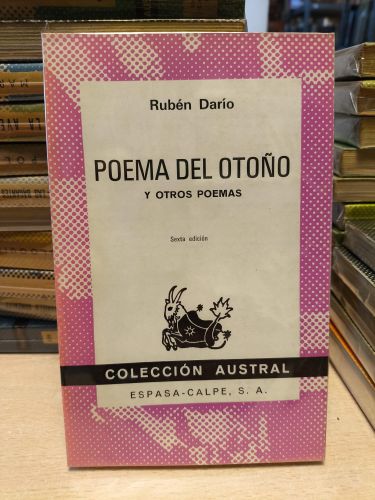 Rubén Darío
POEMA DEL OTOÑO
Y OTROS POEMAS
Sexta edición
COLECCIÓN AUSTRAL
ESPASA-CALPE, S. A.